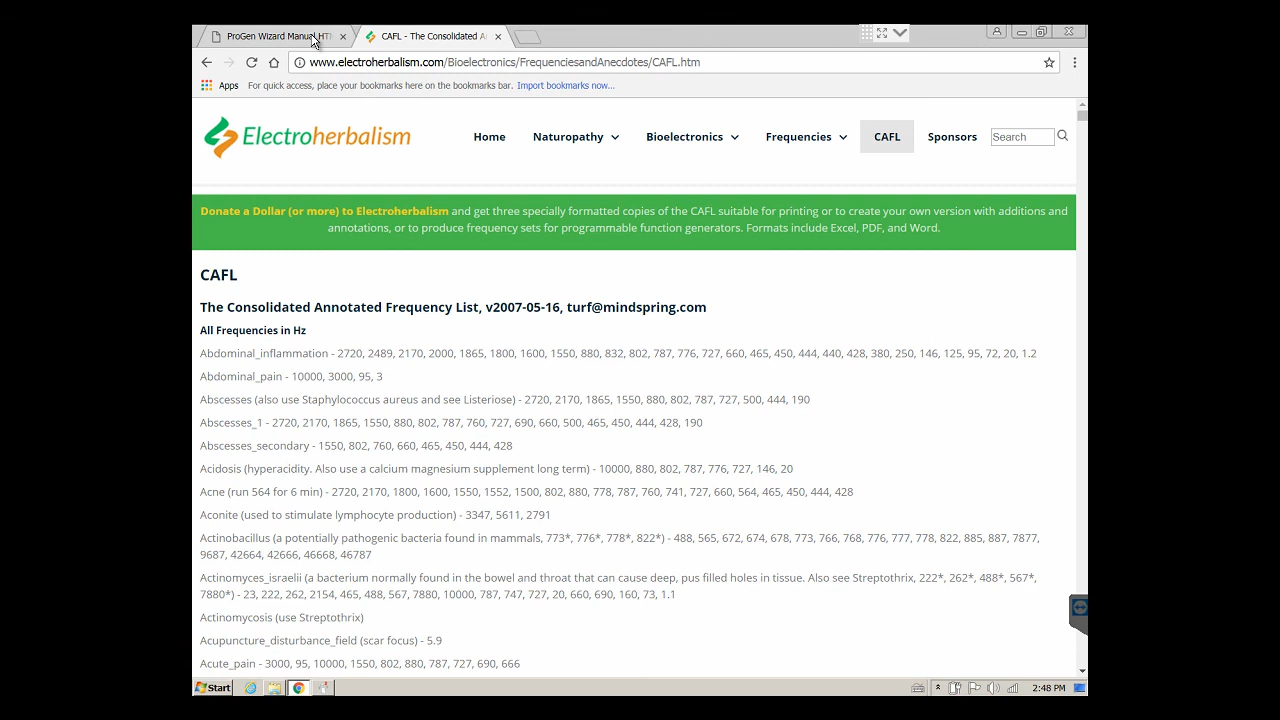 ProGen Wizard Manual.HT
CAFL - The Consolidated A
www.electroherbalism.com/Bioelectronics/FrequenciesandAnecdotes/CAFL.htm
Apps For quick access, place your bookmarks here on the bookmarks bar. Import bookmarks now...
Electroherbalism
Home Naturopathy Bioelectronics Frequencies CAFL Sponsors Search
Donate a Dollar (or more) to Electroherbalism and get three specially formatted copies of the CAFL suitable for printing or to create your own version with additions and
annotations, or to produce frequency sets for programmable function generators. Formats include Excel, PDF, and Word.
CAFL
The Consolidated Annotated Frequency List, v2007-05-16, turf@mindspring.com
All Frequencies in Hz
Abdominal_inflammation - 2720, 2489, 2170, 2000, 1865, 1800, 1600, 1550, 880, 832, 802, 787, 776, 727, 660, 465, 450, 444, 440, 428, 380, 250, 146, 125, 95, 72, 20, 1.2
Abdominal_pain - 10000, 3000, 95, 3
Abscesses (also use Staphylococcus aureus and see Listeriose) - 2720, 2170, 1865, 1550, 880, 802, 787, 727, 500, 444, 190
Abscesses_1 - 2720, 2170, 1865, 1550, 880, 802, 787, 760, 727, 690, 660, 500, 465, 450, 444, 428, 190
Abscesses_secondary - 1550, 802, 760, 660, 465, 450, 444, 428
Acidosis (hyperacidity. Also use a calcium magnesium supplement long term) - 10000, 880, 802, 787, 776, 727, 146, 20
Acne (run 564 for 6 min) - 2720, 2170, 1800, 1600, 1550, 1552, 1500, 802, 880, 778, 787, 760, 741, 727, 660, 564, 465, 450, 444, 428
Aconite (used to stimulate lymphocyte production) - 3347, 5611, 2791
Actinobacillus (a potentially pathogenic bacteria found in mammals, 773*, 776*, 778*, 822*) - 488, 565, 672, 674, 678, 773, 766, 768, 776, 777, 778, 822, 885, 887, 7877,
9687, 42664, 42666, 46668, 46787
Actinomyces_israelii (a bacterium normally found in the bowel and throat that can cause deep, pus filled holes in tissue. Also see Streptothrix, 222*, 262*, 488*, 567*,
7880*) - 23, 222, 262, 2154, 465, 488, 567, 7880, 10000, 787, 747, 727, 20, 660, 690, 160, 73, 1.1
Actinomycosis (use Streptothrix)
Acupuncture_disturbance_field (scar focus) - 5.9
Acute_pain - 3000, 95, 10000, 1550, 802, 880, 787, 727, 690, 666
Start 2:48 PM